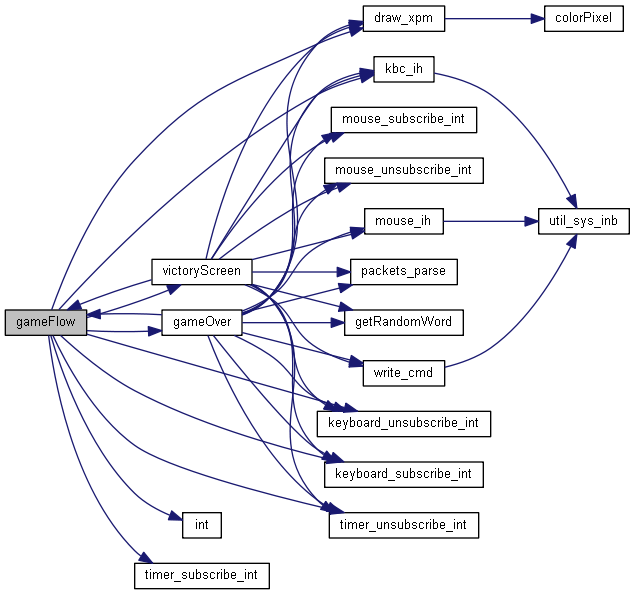 draw_xpm
colorPixel
kbc_ih
mouse_subscribe_int
mouse_unsubscribe_int
mouse_ih
util_sys_inb
victoryScreen
packets_parse
gameFlow
gameOver
getRandomWord
write_cmd
keyboard_unsubscribe_int
keyboard_subscribe_int
int
timer_unsubscribe_int
timer_subscribe_int